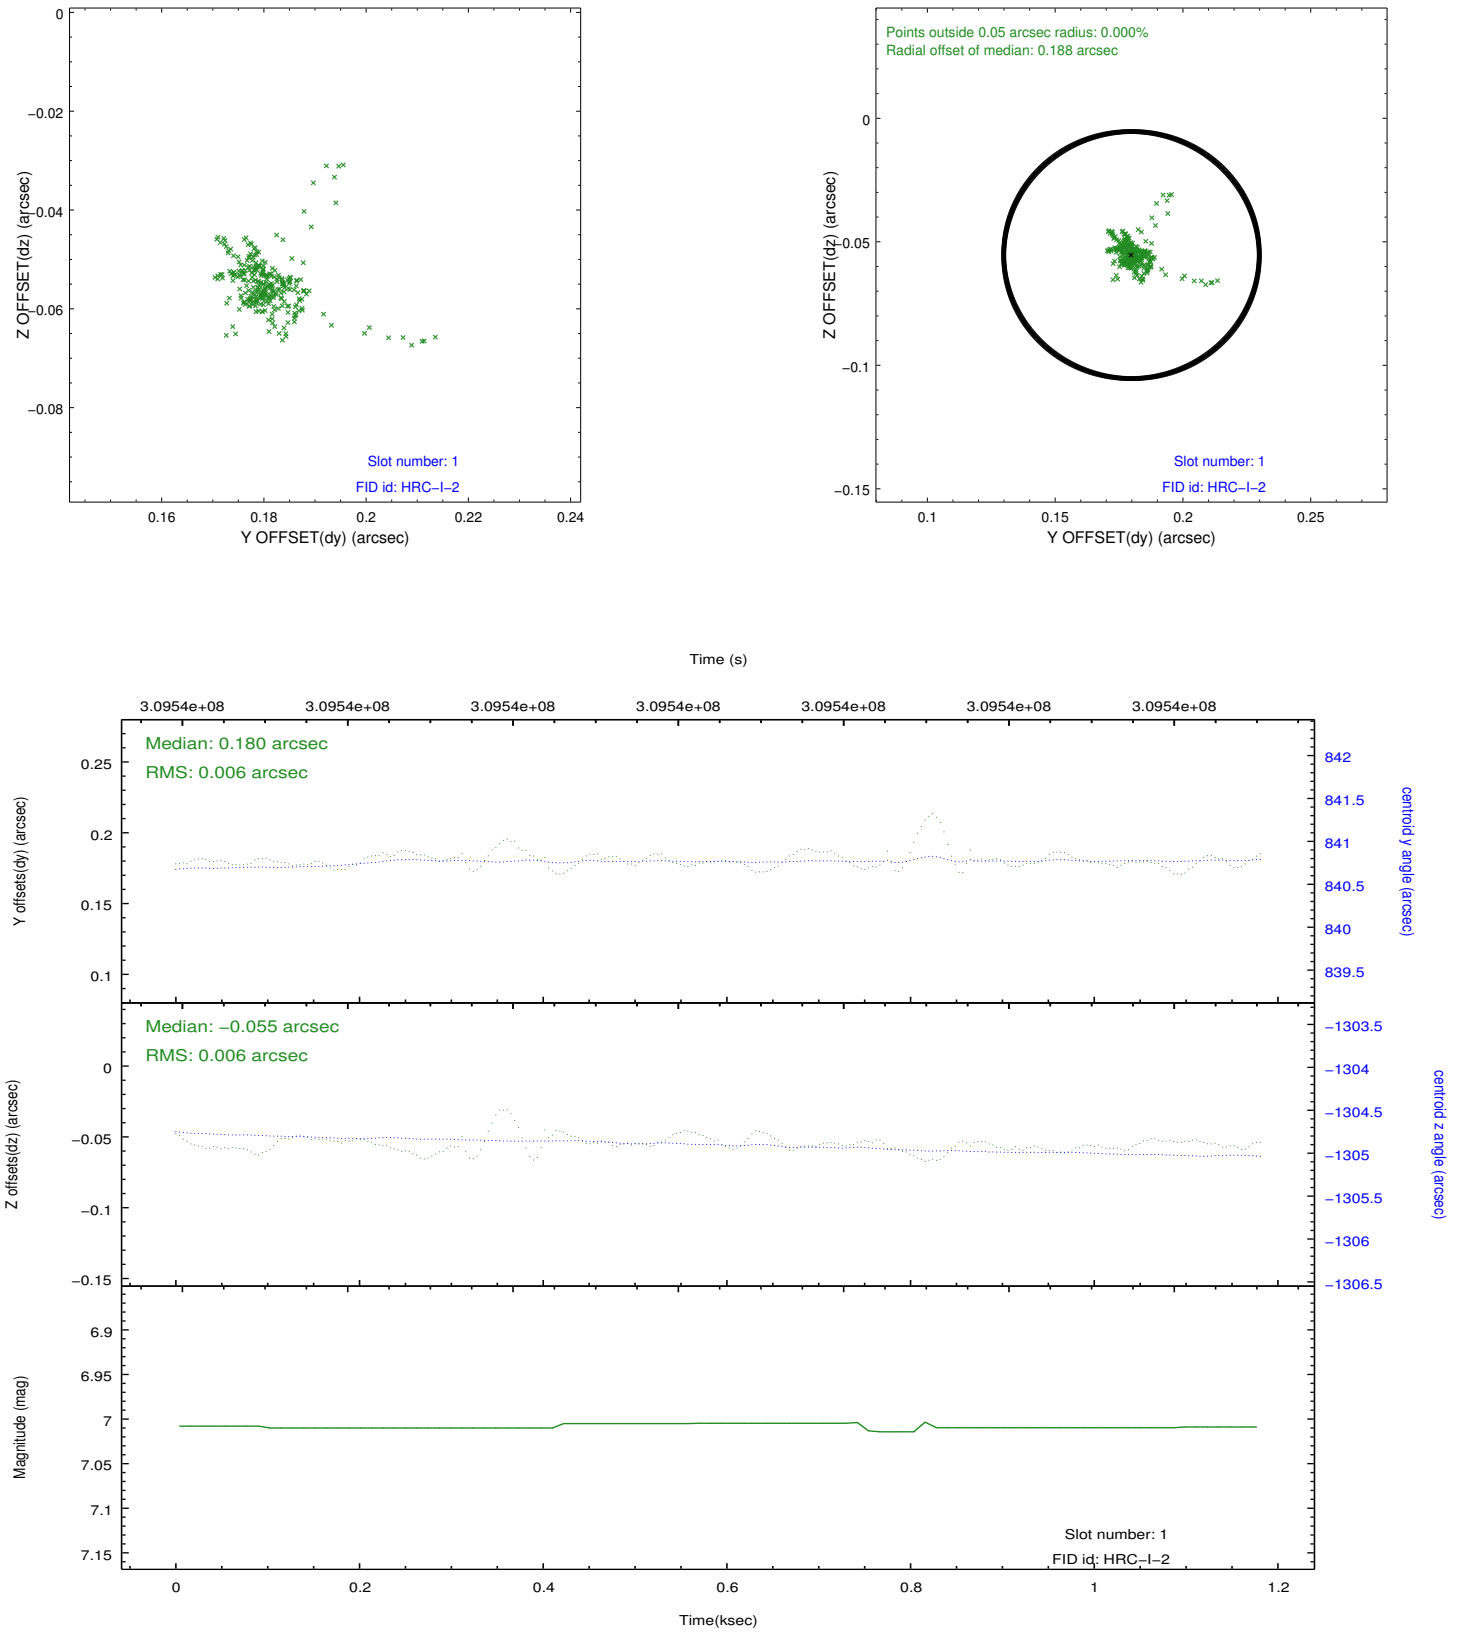 0
−0.02
−0.04
−0.06
−0.08
Z OFFSET(dz) (arcsec)
Slot number: 1
FID id: HRC−I−2
0.16 0.18 0.2 0.22 0.24
Y OFFSET(dy) (arcsec)
Points outside 0.05 arcsec radius: 0.000%
Radial offset of median: 0.188 arcsec
0
−0.05
−0.1
−0.15
Z OFFSET(dz) (arcsec)
Slot number: 1
FID id: HRC−I−2
0.1 0.15 0.2 0.25
Y OFFSET(dy) (arcsec)
Time (s)
3.0954e+08 3.0954e+08 3.0954e+08 3.0954e+08 3.0954e+08 3.0954e+08 3.0954e+08
Median: 0.180 arcsec
RMS: 0.006 arcsec
0.25
0.2
0.15
0.1
Y offsets(dy) (arcsec)
842
841.5
841
840.5
840
839.5
centroid y angle (arcsec)
Median: −0.055 arcsec
RMS: 0.006 arcsec
0
−0.05
−0.1
−0.15
Z offsets(dz) (arcsec)
−1303.5
−1304
−1304.5
−1305
−1305.5
−1306
−1306.5
centroid z angle (arcsec)
6.9
6.95
7
7.05
7.1
7.15
Magnitude (mag)
Slot number: 1
FID id: HRC−I−2
0 0.2 0.4 0.6 0.8 1 1.2
Time(ksec)